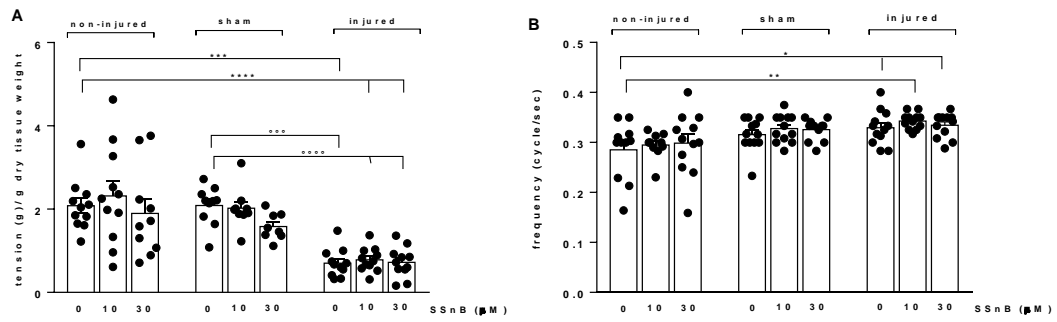 A
non-injured sham injured
tension (g)/ g dry tissue weight
6
4
2
0
***
****
°°°
°°°°
0 10 30 0 10 30 0 10 30 SSnB (μM)
B
non-injured sham injured
frequency (cycle/sec)
0.5
0.4
0.3
0.2
0.1
0.0
*
**
0 10 30 0 10 30 0 10 30 SSnB (μM)